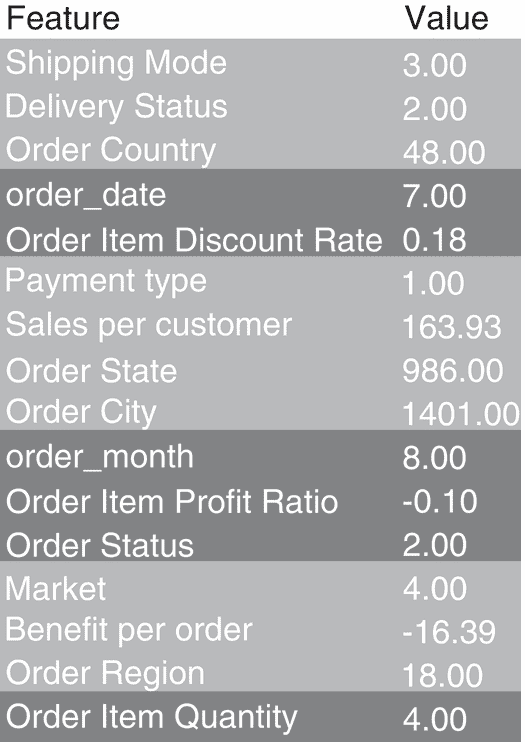 Feature Value
Shipping Mode 3.00
Delivery Status 2.00
Order Country 48.00
order_date 7.00
Order Item Discount Rate 0.18
Payment type 1.00
Sales per customer 163.93
Order State 986.00
Order City 1401.00
order_month 8.00
Order Item Profit Ratio -0.10
Order Status 2.00
Market 4.00
Benefit per order -16.39
Order Region 18.00
Order Item Quantity 4.00